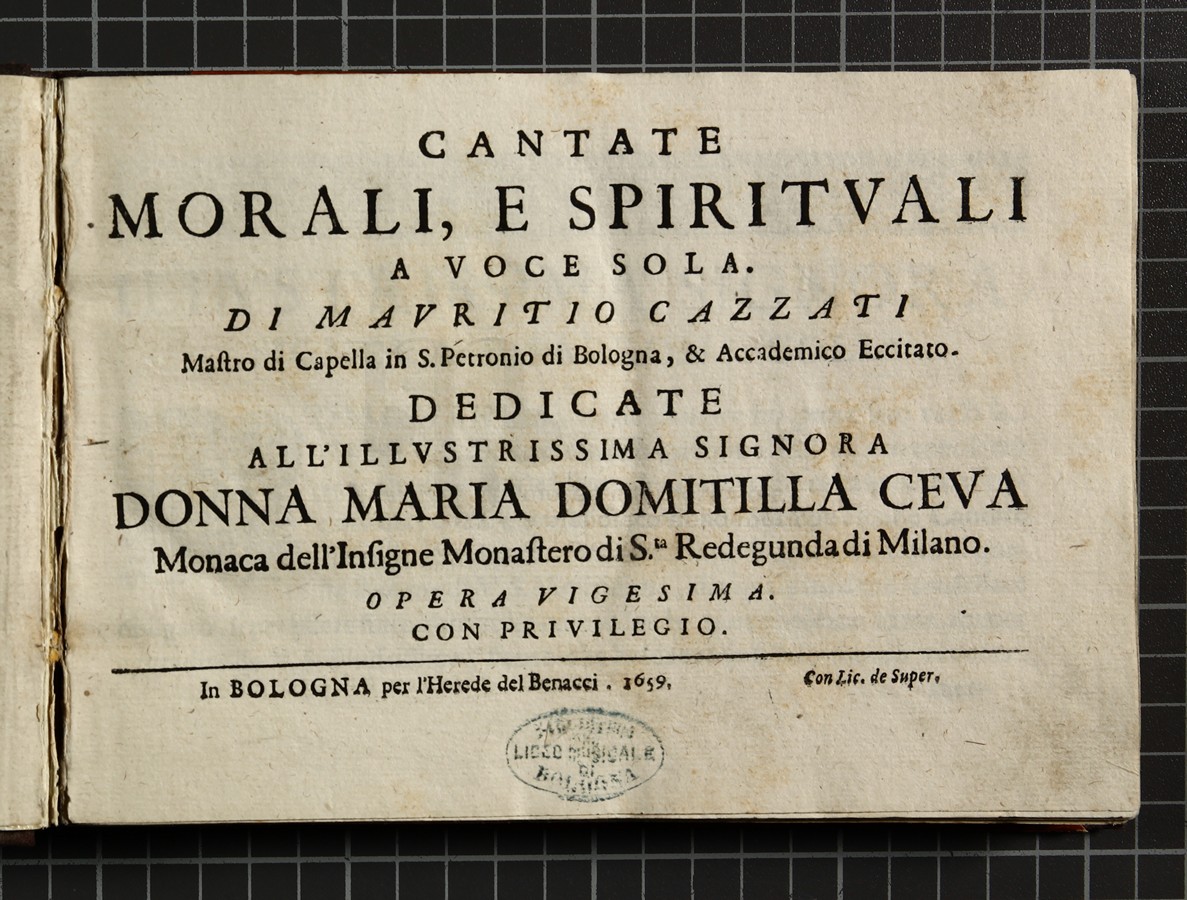 CANTATE
MORALI, E SPIRITVALI
A VOCE SOLA.
DI MAVRITIO CAZZATI
Maſtro di Capella in S. Petronio di Bologna, & Accademico Eccitato.
DEDICATE
ALL'ILLVSTRISSIMA SIGNORA
DONNA MARIA DOMITILLA CEVA
Monaca dell'Inſigne Monaſtero di S.ta Redegunda di Milano.
OPERA VIGESIMA.
CON PRIVILEGIO.
In BOLOGNA per l'Herede del Benacci. 1659,
Con Lic. de Super,
LICEO MUSICALE
DI
BOLOGNA